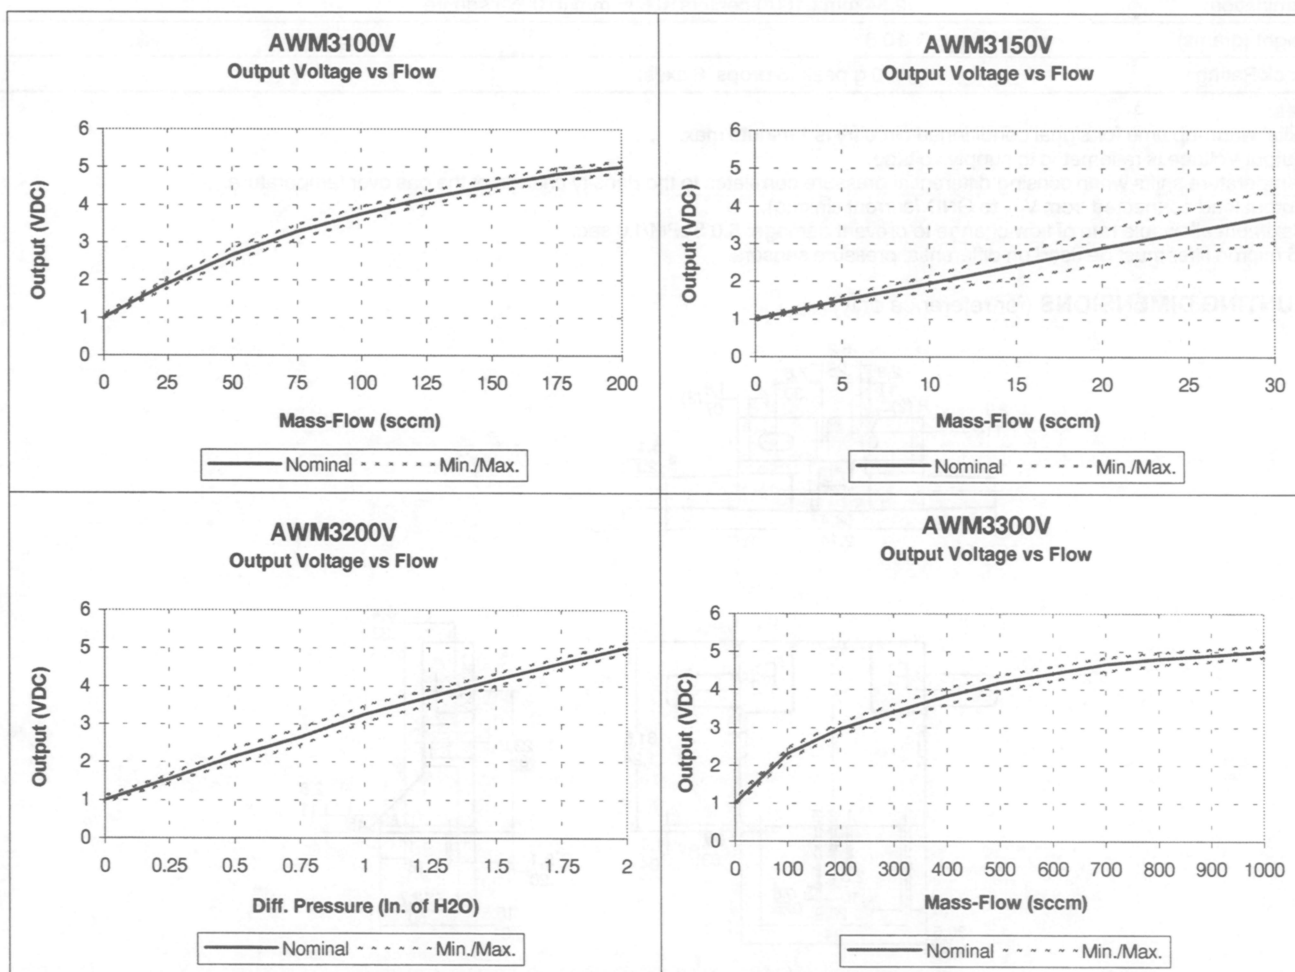 AWM3100V
Output Voltage vs Flow
Output (VDC)
6
5
4
3
2
1
0
0 25 50 75 100 125 150 175 200
Mass-Flow (sccm)
Nominal Min./Max.
AWM3150V
Output Voltage vs Flow
Output (VDC)
6
5
4
3
2
1
0
0 5 10 15 20 25 30
Mass-Flow (sccm)
Nominal Min./Max.
AWM3200V
Output Voltage vs Flow
Output (VDC)
6
5
4
3
2
1
0
0 0.25 0.5 0.75 1 1.25 1.5 1.75 2
Diff. Pressure (In. of H2O)
Nominal Min./Max.
AWM3300V
Output Voltage vs Flow
Output (VDC)
6
5
4
3
2
1
0
0 100 200 300 400 500 600 700 800 900 1000
Mass-Flow (sccm)
Nominal Min./Max.